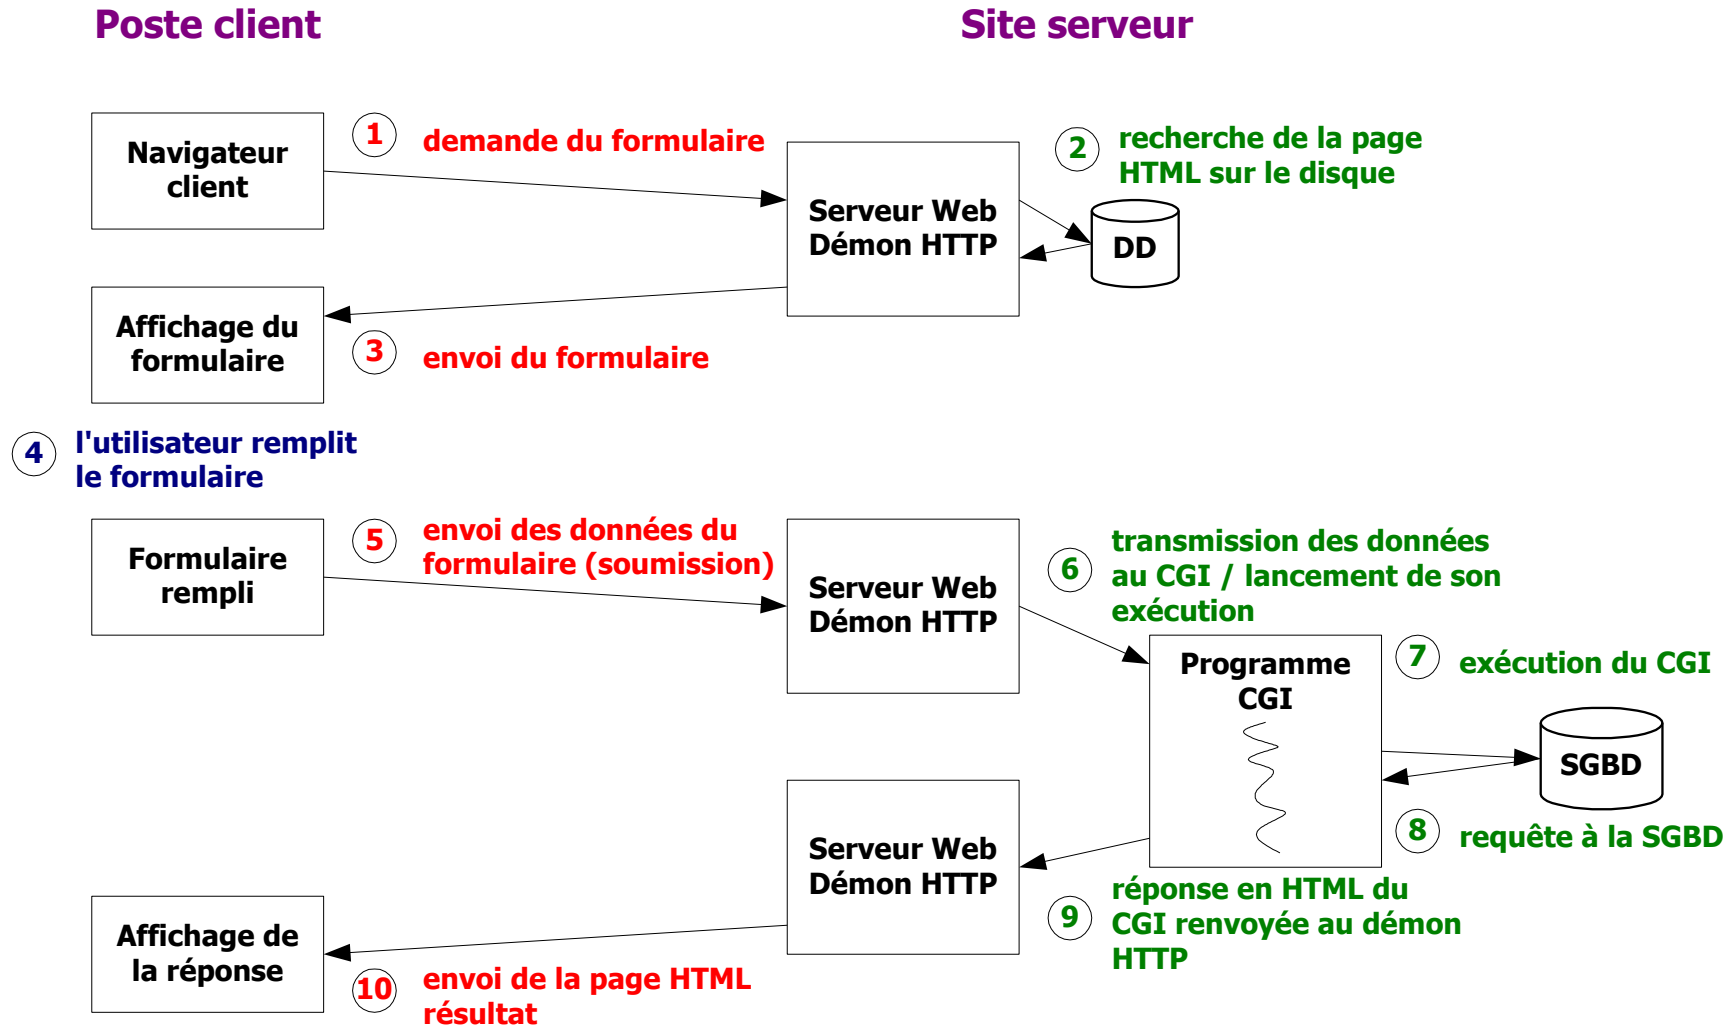 Poste client
Site serveur
Navigateur
client
1
demande du formulaire
Serveur Web
Démon HTTP
2
recherche de la page
HTML sur le disque
DD
Affichage du
formulaire
3
envoi du formulaire
4
l'utilisateur remplit
le formulaire
Formulaire
rempli
5
envoi des données du
formulaire (soumission)
Serveur Web
Démon HTTP
6
transmission des données
au CGI / lancement de son
exécution
Programme
CGI
7
exécution du CGI
SGBD
8
requête à la SGBD
Serveur Web
Démon HTTP
9
réponse en HTML du
CGI renvoyée au démon
HTTP
Affichage de
la réponse
10
envoi de la page HTML
résultat